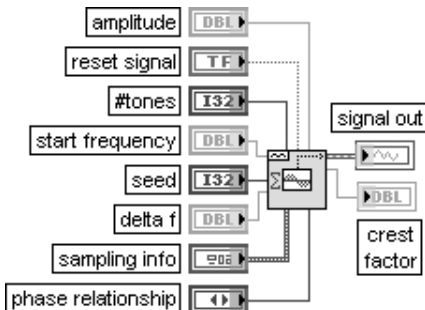 amplitude
DBL
reset signal
TF
#tones
I32
start frequency
DBL
seed
I32
delta f
DBL
sampling info
phase relationship
signal out
DBL
crest
factor